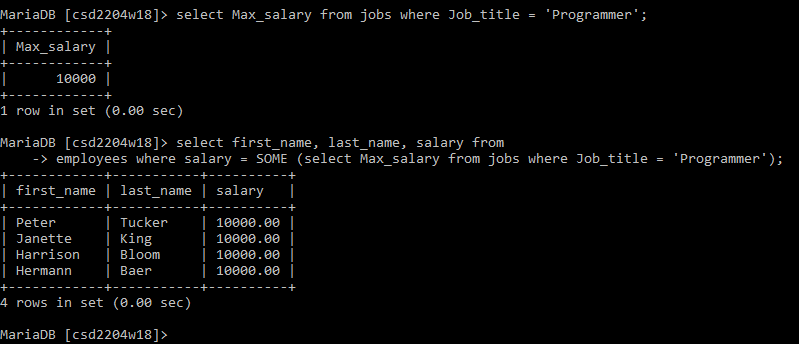 MariaDB [csd2204w18]> select Max_salary from jobs where Job_title = 'Programmer';
+------------+
| Max_salary |
+------------+
|      10000 |
+------------+
1 row in set (0.00 sec)

MariaDB [csd2204w18]> select first_name, last_name, salary from
    -> employees where salary = SOME (select Max_salary from jobs where Job_title = 'Programmer');
+------------+-----------+----------+
| first_name | last_name | salary   |
+------------+-----------+----------+
| Peter      | Tucker    | 10000.00 |
| Janette    | King      | 10000.00 |
| Harrison   | Bloom     | 10000.00 |
| Hermann    | Baer      | 10000.00 |
+------------+-----------+----------+
4 rows in set (0.00 sec)

MariaDB [csd2204w18]>